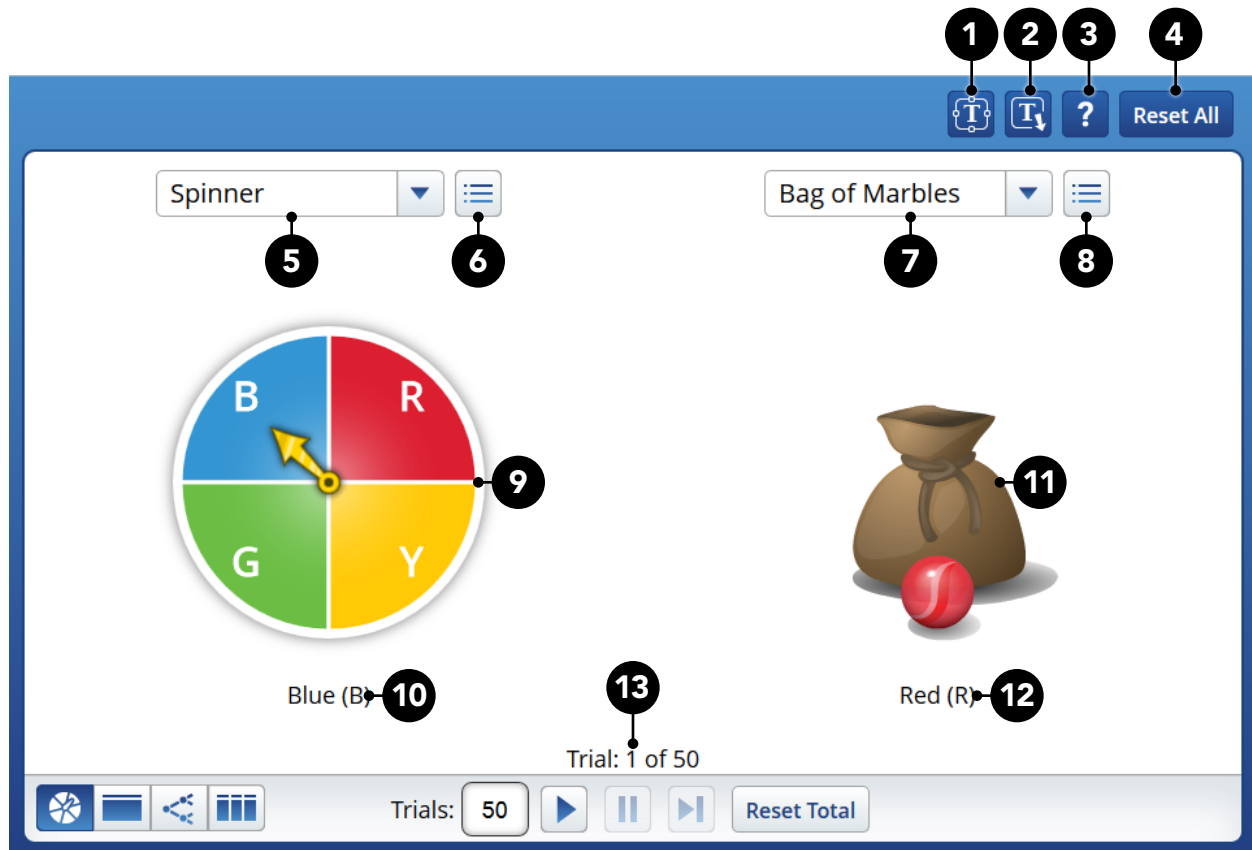 1 2 3 4
T T ? Reset All
Spinner Bag of Marbles
5 6 7 8
B R
9 11
G Y
Blue (B) 10 13 Red (R) 12
Trial: 1 of 50
Trials: 50 Reset Total